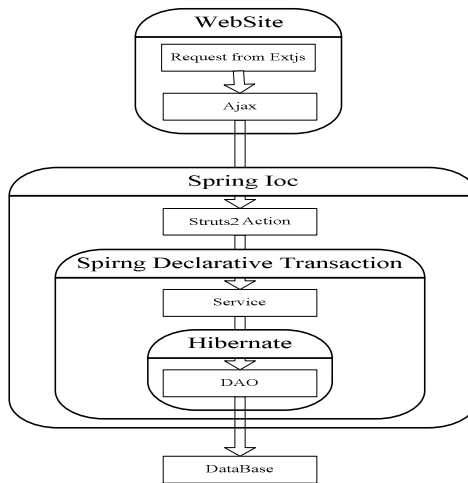 WebSite
Request from Extjs
Ajax
Spring Ioc
Struts2 Action
Spirng Declarative Transaction
Service
Hibernate
DAO
DataBase